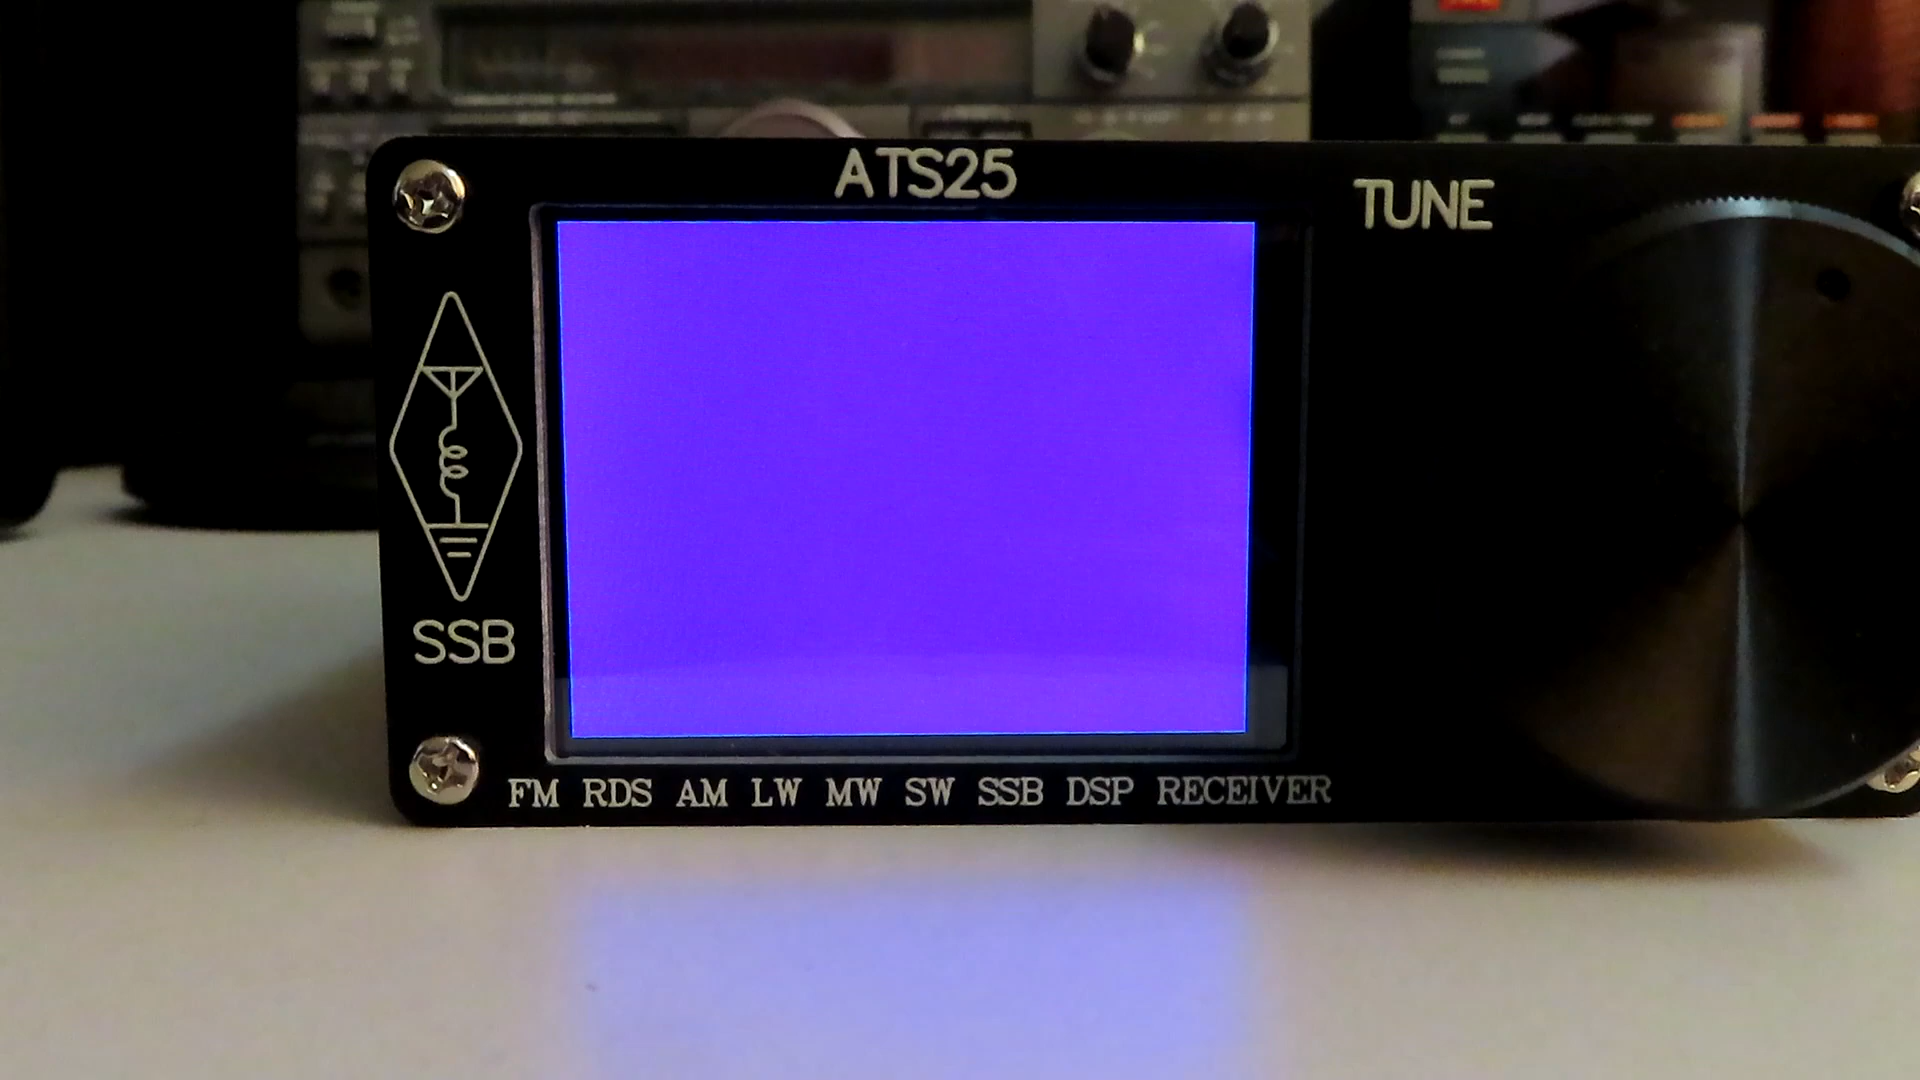 ATS25
TUNE
SSB
FM RDS AM LW MW SW SSB DSP RECEIVER